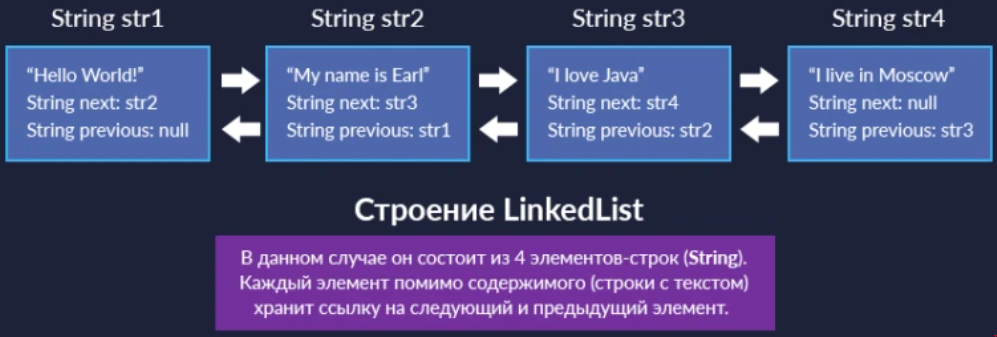 String str1
String str2
String str3
String str4
“Hello World!”
String next: str2
String previous: null
“My name is Earl”
String next: str3
String previous: str1
“I love Java”
String next: str4
String previous: str2
“I live in Moscow”
String next: null
String previous: str3
Строение LinkedList
В данном случае он состоит из 4 элементов-строк (String).
Каждый элемент помимо содержимого (строки с текстом)
хранит ссылку на следующий и предыдущий элемент.